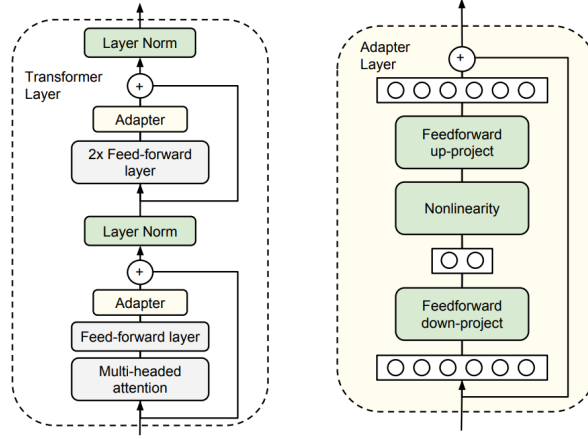 Layer Norm
Transformer
Layer
+
Adapter
2x Feed-forward
layer
Layer Norm
+
Adapter
Feed-forward layer
Multi-headed
attention
Adapter
Layer
+
Feedforward
up-project
Nonlinearity
Feedforward
down-project